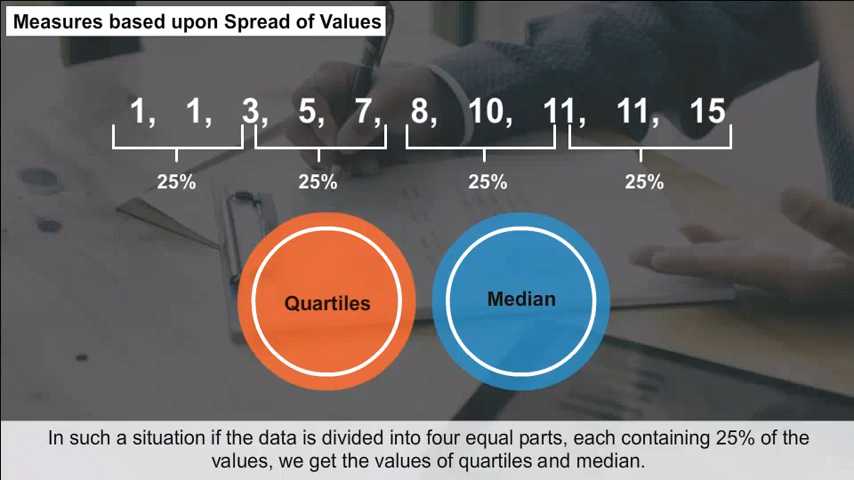 Measures based upon Spread of Values
1, 1, 3, 5, 7, 8, 10, 11, 11, 15
25% 25% 25% 25%
Quartiles
Median
In such a situation if the data is divided into four equal parts, each containing 25% of the
values, we get the values of quartiles and median.